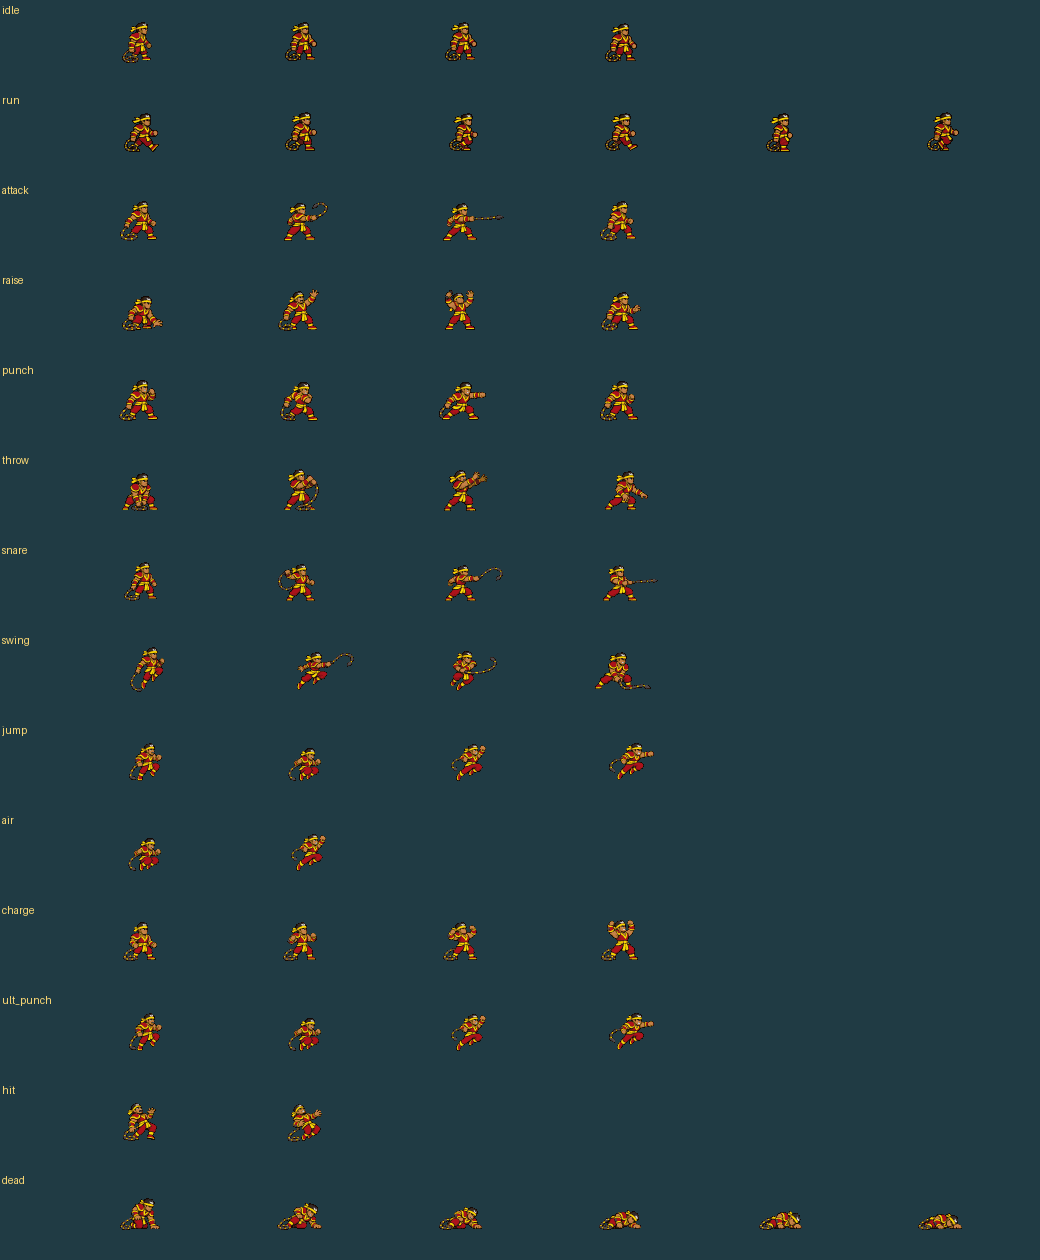 idle
run
attack
raise
punch
throw
snare
swing
jump
air
charge
ult_punch
hit
dead